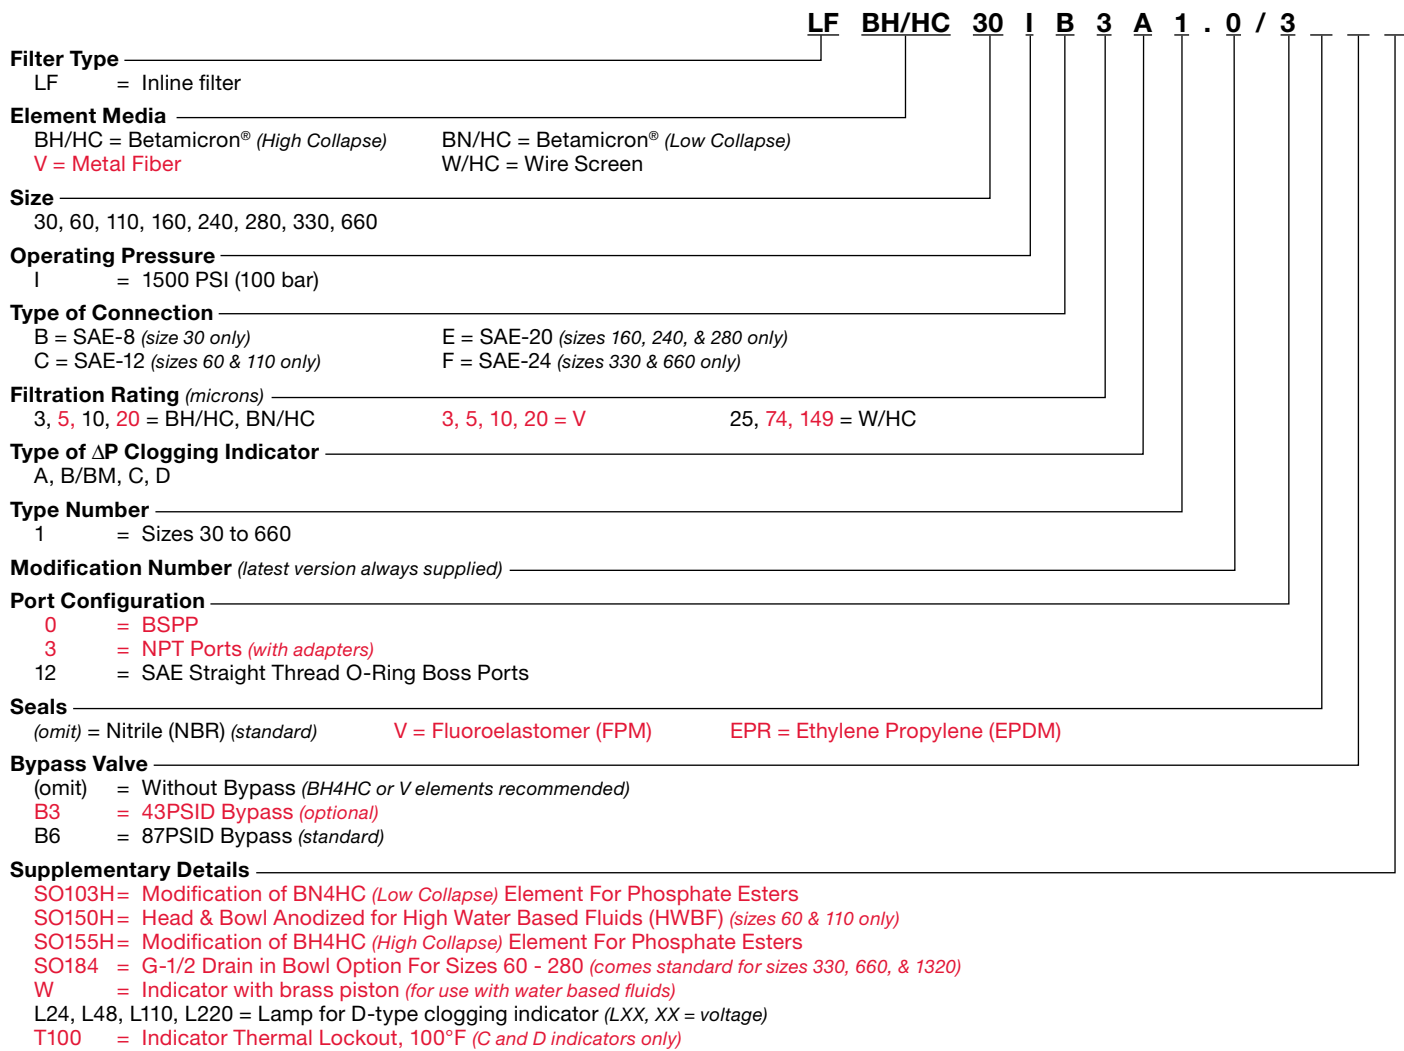 LF BH/HC 30 I B 3 A 1 . 0 / 3 _ _ _
Filter Type
LF = Inline filter
Element Media
BH/HC = Betamicron® (High Collapse) BN/HC = Betamicron® (Low Collapse)
V = Metal Fiber W/HC = Wire Screen
Size
30, 60, 110, 160, 240, 280, 330, 660
Operating Pressure
I = 1500 PSI (100 bar)
Type of Connection
B = SAE-8 (size 30 only) E = SAE-20 (sizes 160, 240, & 280 only)
C = SAE-12 (sizes 60 & 110 only) F = SAE-24 (sizes 330 & 660 only)
Filtration Rating (microns)
3, 5, 10, 20 = BH/HC, BN/HC 3, 5, 10, 20 = V 25, 74, 149 = W/HC
Type of ΔP Clogging Indicator
A, B/BM, C, D
Type Number
1 = Sizes 30 to 660
Modification Number (latest version always supplied)
Port Configuration
0 = BSPP
3 = NPT Ports (with adapters)
12 = SAE Straight Thread O-Ring Boss Ports
Seals
(omit) = Nitrile (NBR) (standard) V = Fluoroelastomer (FPM) EPR = Ethylene Propylene (EPDM)
Bypass Valve
(omit) = Without Bypass (BH4HC or V elements recommended)
B3 = 43PSID Bypass (optional)
B6 = 87PSID Bypass (standard)
Supplementary Details
SO103H= Modification of BN4HC (Low Collapse) Element For Phosphate Esters
SO150H= Head & Bowl Anodized for High Water Based Fluids (HWBF) (sizes 60 & 110 only)
SO155H= Modification of BH4HC (High Collapse) Element For Phosphate Esters
SO184 = G-1/2 Drain in Bowl Option For Sizes 60 - 280 (comes standard for sizes 330, 660, & 1320)
W = Indicator with brass piston (for use with water based fluids)
L24, L48, L110, L220 = Lamp for D-type clogging indicator (LXX, XX = voltage)
T100 = Indicator Thermal Lockout, 100°F (C and D indicators only)